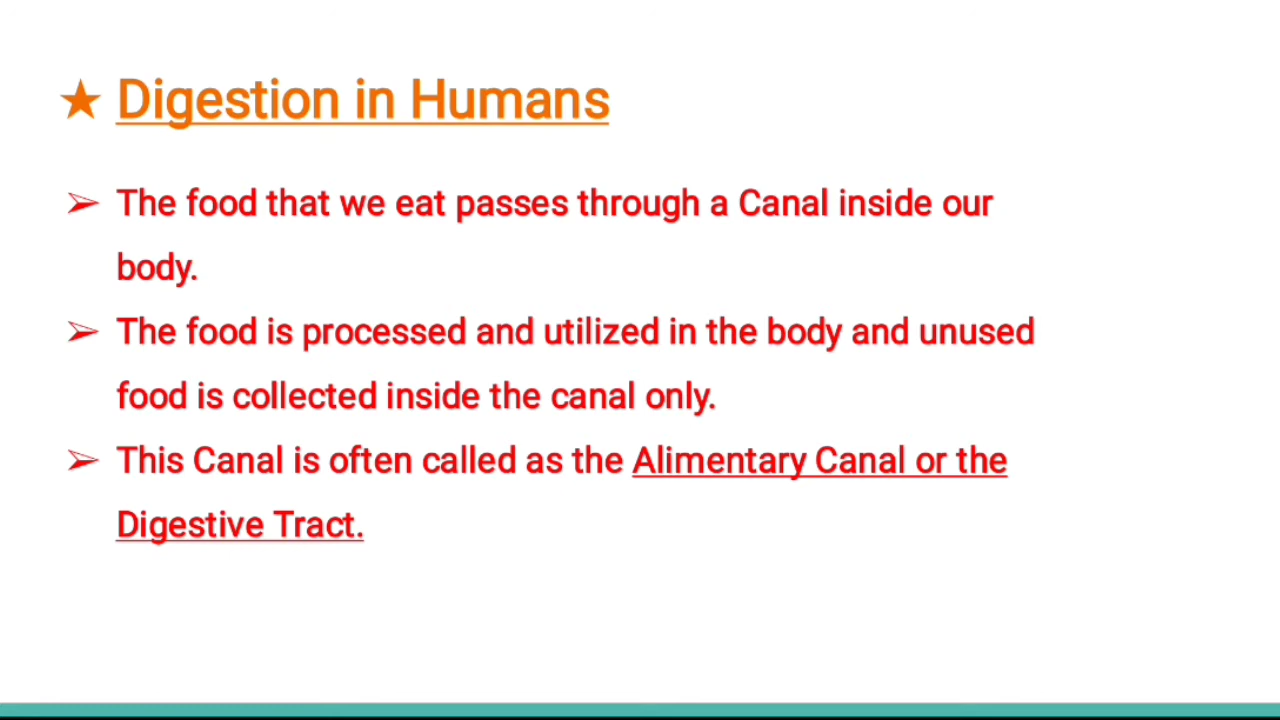 ★ Digestion in Humans
➢ The food that we eat passes through a Canal inside our
body.
➢ The food is processed and utilized in the body and unused
food is collected inside the canal only.
➢ This Canal is often called as the Alimentary Canal or the
Digestive Tract.